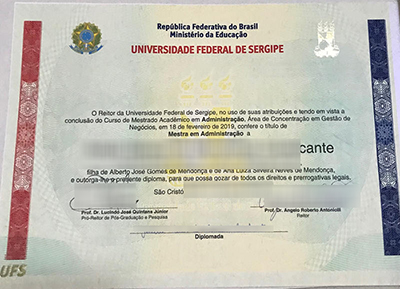 República Federativa do Brasil
Ministério da Educação
UNIVERSIDADE FEDERAL DE SERGIPE
O Reitor da Universidade Federal de Sergipe, no uso de suas atribuições e tendo em vista a
conclusão do Curso de Mestrado Acadêmico em Administração, Área de Concentração em Gestão de
Negócios, em 18 de fevereiro de 2019, confere o título de
Mestra em Administração a
cante
filha de Alberto José Gomes de Mendonça e de Ana Luiza Silveira Neves de Mendonça,
e outorga-lhe o presente diploma, para que possa gozar de todos os direitos e prerrogativas legais.
São Cristó
Prof. Dr. Lucindo José Quintans Júnior
Pró-Reitor de Pós-Graduação e Pesquisa
Prof. Dr. Angelo Roberto Antoniolli
Reitor
Diplomada
UFS